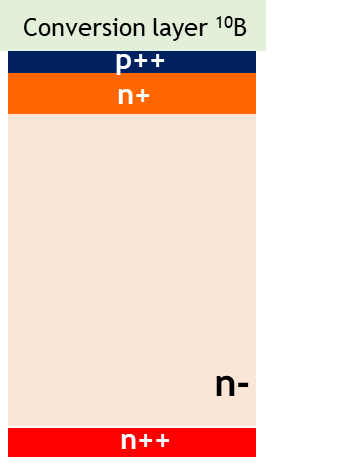 Conversion layer ¹⁰B
p++
n+
n-
n++